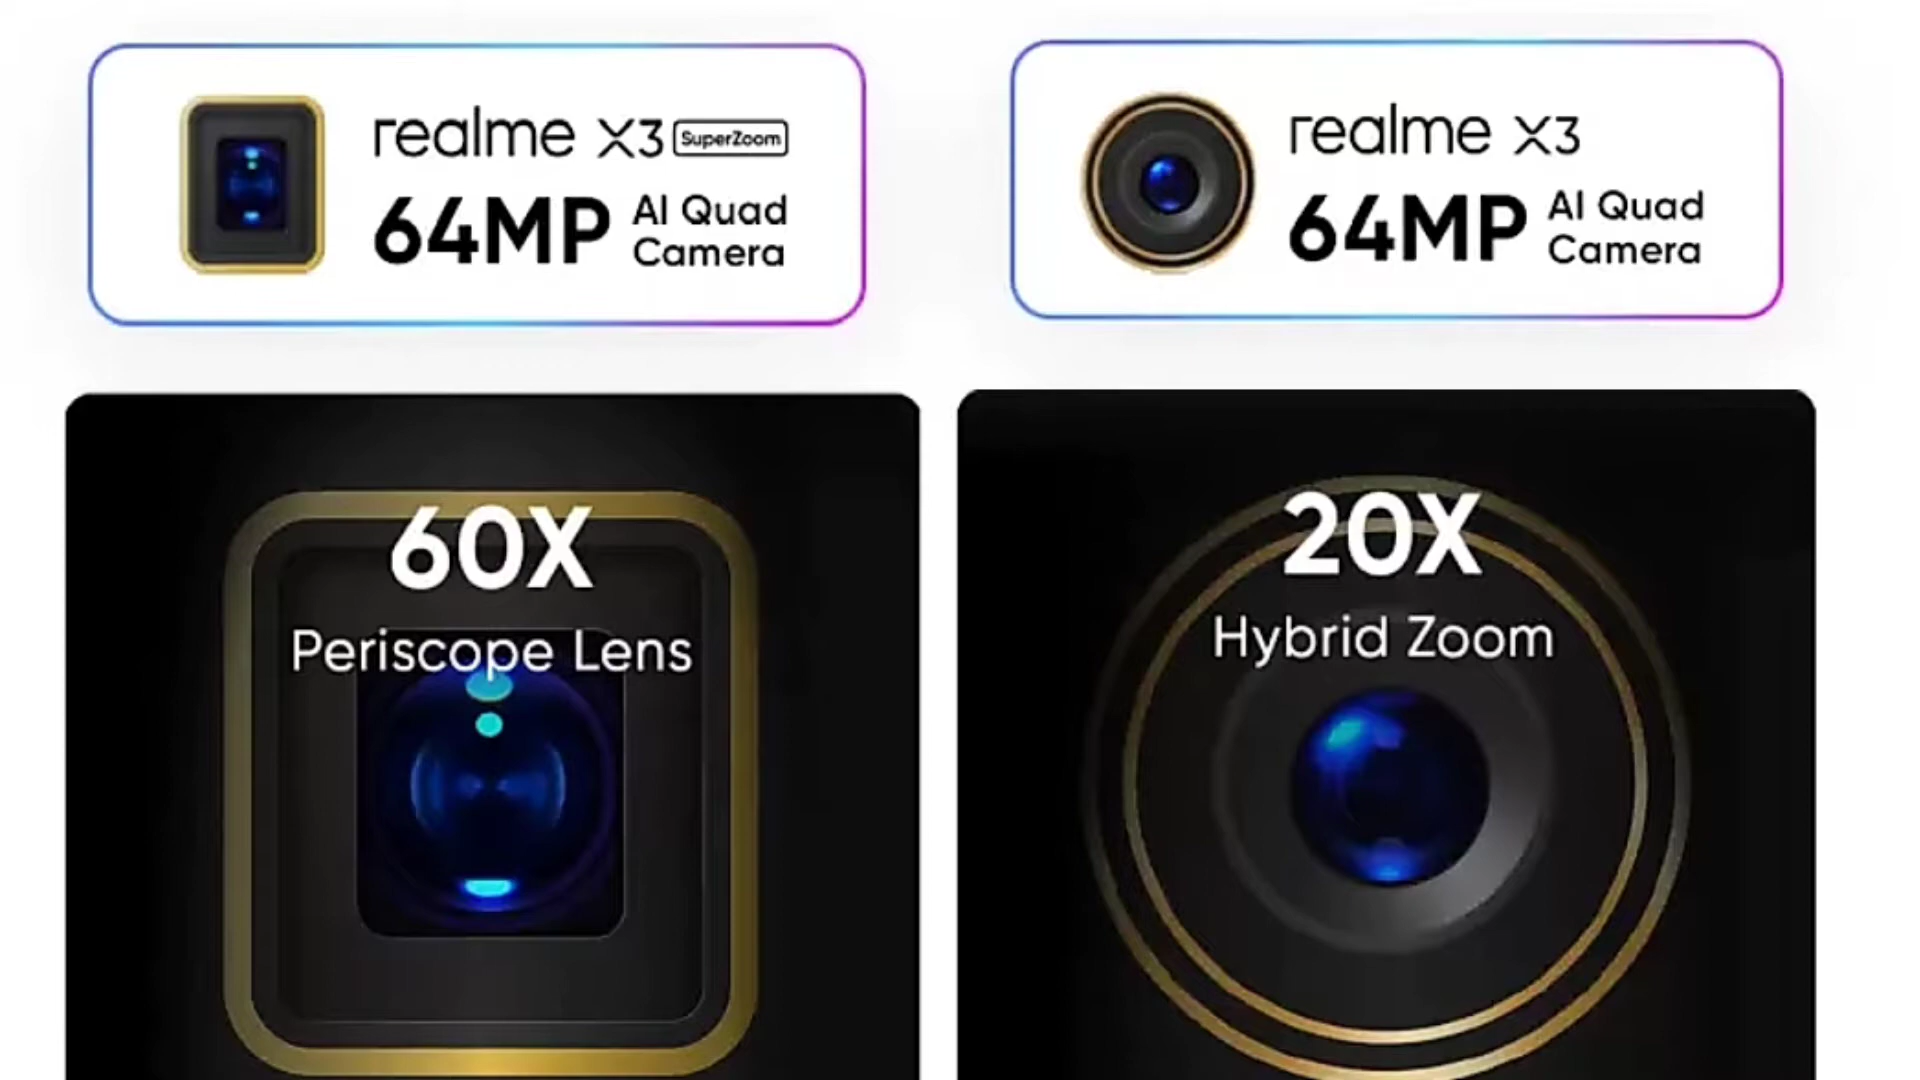 realme X3 SuperZoom
64MP AI Quad Camera
realme X3
64MP AI Quad Camera
60X
Periscope Lens
20X
Hybrid Zoom